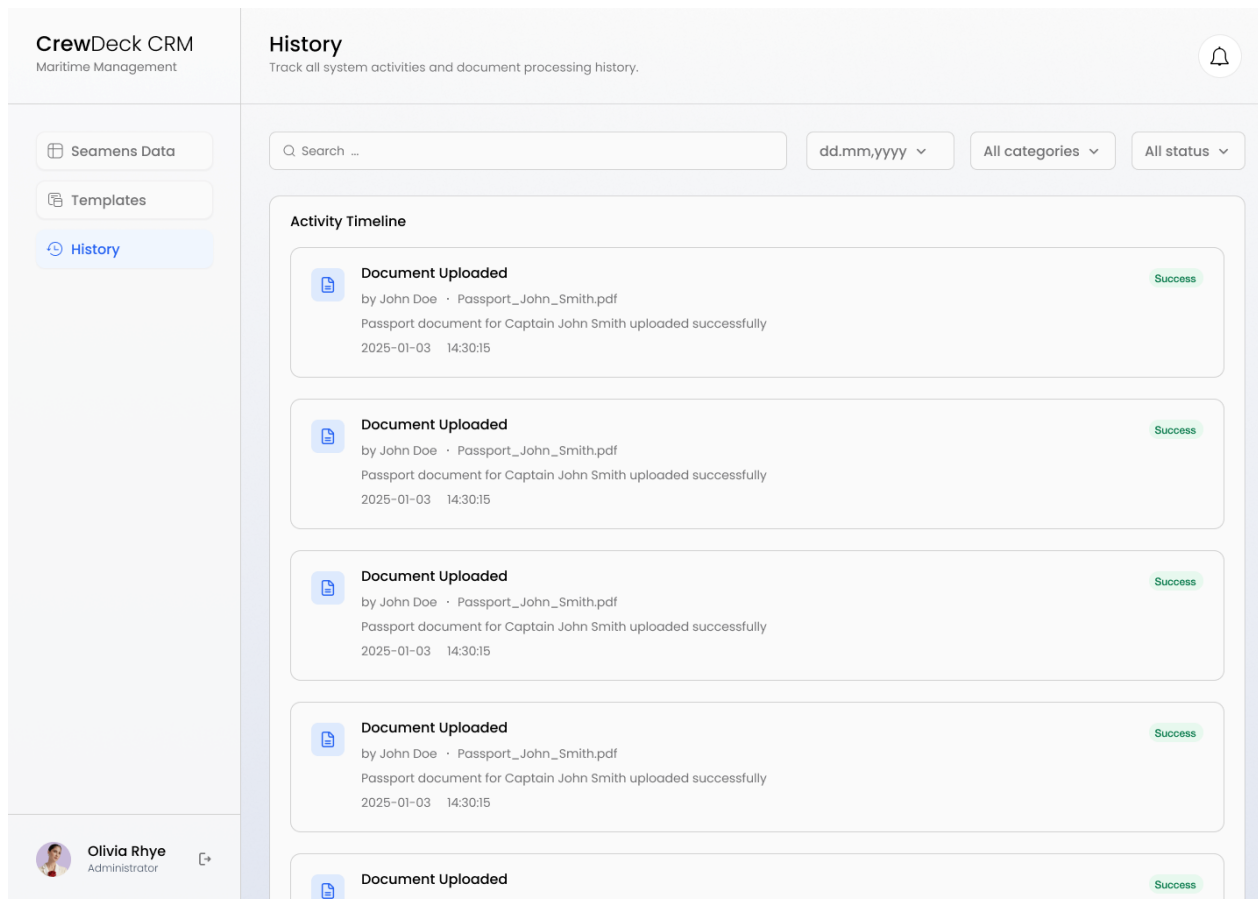 CrewDeck CRM
Maritime Management
Seamens Data
Templates
History
Olivia Rhye
Administrator
History
Track all system activities and document processing history.
Search ...
dd.mm,yyyy
All categories
All status
Activity Timeline
Document Uploaded
Success
by John Doe · Passport_John_Smith.pdf
Passport document for Captain John Smith uploaded successfully
2025-01-03 14:30:15
Document Uploaded
Success
by John Doe · Passport_John_Smith.pdf
Passport document for Captain John Smith uploaded successfully
2025-01-03 14:30:15
Document Uploaded
Success
by John Doe · Passport_John_Smith.pdf
Passport document for Captain John Smith uploaded successfully
2025-01-03 14:30:15
Document Uploaded
Success
by John Doe · Passport_John_Smith.pdf
Passport document for Captain John Smith uploaded successfully
2025-01-03 14:30:15
Document Uploaded
Success